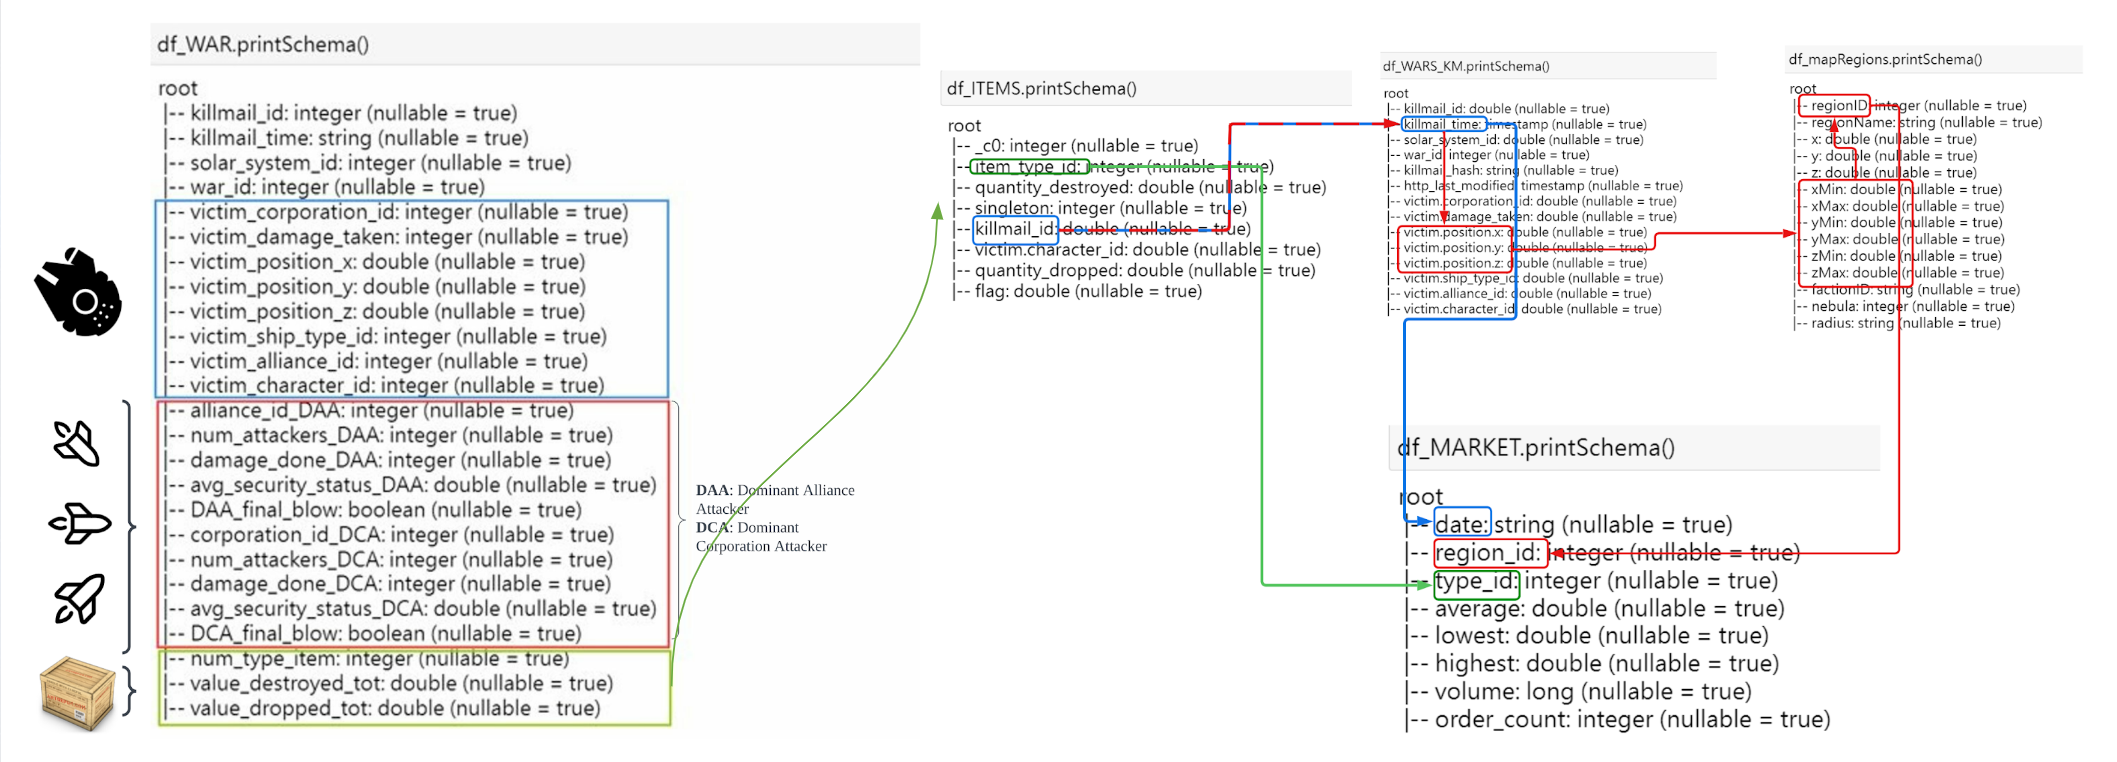 df_WAR.printSchema()
root
|-- killmail_id: integer (nullable = true)
|-- killmail_time: string (nullable = true)
|-- solar_system_id: integer (nullable = true)
|-- war_id: integer (nullable = true)
|-- victim_corporation_id: integer (nullable = true)
|-- victim_damage_taken: integer (nullable = true)
|-- victim_position_x: double (nullable = true)
|-- victim_position_y: double (nullable = true)
|-- victim_position_z: double (nullable = true)
|-- victim_ship_type_id: integer (nullable = true)
|-- victim_alliance_id: integer (nullable = true)
|-- victim_character_id: integer (nullable = true)
|-- alliance_id_DAA: integer (nullable = true)
|-- num_attackers_DAA: integer (nullable = true)
|-- damage_done_DAA: integer (nullable = true)
|-- avg_security_status_DAA: double (nullable = true)
|-- DAA_final_blow: boolean (nullable = true)
|-- corporation_id_DCA: integer (nullable = true)
|-- num_attackers_DCA: integer (nullable = true)
|-- damage_done_DCA: integer (nullable = true)
|-- avg_security_status_DCA: double (nullable = true)
|-- DCA_final_blow: boolean (nullable = true)
|-- num_type_item: integer (nullable = true)
|-- value_destroyed_tot: double (nullable = true)
|-- value_dropped_tot: double (nullable = true)
DAA: Dominant Alliance
Attacker
DCA: Dominant
Corporation Attacker
df_ITEMS.printSchema()
root
|-- _c0: integer (nullable = true)
|-- item_type_id: integer (nullable = true)
|-- quantity_destroyed: double (nullable = true)
|-- singleton: integer (nullable = true)
|-- killmail_id: double (nullable = true)
|-- victim.character_id: double (nullable = true)
|-- quantity_dropped: double (nullable = true)
|-- flag: double (nullable = true)
df_WARS_KM.printSchema()
root
|-- killmail_id: double (nullable = true)
|-- killmail_time: timestamp (nullable = true)
|-- solar_system_id: double (nullable = true)
|-- war_id: integer (nullable = true)
|-- killmail_hash: string (nullable = true)
|-- http_last_modified: timestamp (nullable = true)
|-- victim.corporation_id: double (nullable = true)
|-- victim.damage_taken: double (nullable = true)
|-- victim.position.x: double (nullable = true)
|-- victim.position.y: double (nullable = true)
|-- victim.position.z: double (nullable = true)
|-- victim.ship_type_id: double (nullable = true)
|-- victim.alliance_id: double (nullable = true)
|-- victim.character_id: double (nullable = true)
df_mapRegions.printSchema()
root
|-- regionID: integer (nullable = true)
|-- regionName: string (nullable = true)
|-- x: double (nullable = true)
|-- y: double (nullable = true)
|-- z: double (nullable = true)
|-- xMin: double (nullable = true)
|-- xMax: double (nullable = true)
|-- yMin: double (nullable = true)
|-- yMax: double (nullable = true)
|-- zMin: double (nullable = true)
|-- zMax: double (nullable = true)
|-- factionID: string (nullable = true)
|-- nebula: integer (nullable = true)
|-- radius: string (nullable = true)
df_MARKET.printSchema()
root
|-- date: string (nullable = true)
|-- region_id: integer (nullable = true)
|-- type_id: integer (nullable = true)
|-- average: double (nullable = true)
|-- lowest: double (nullable = true)
|-- highest: double (nullable = true)
|-- volume: long (nullable = true)
|-- order_count: integer (nullable = true)